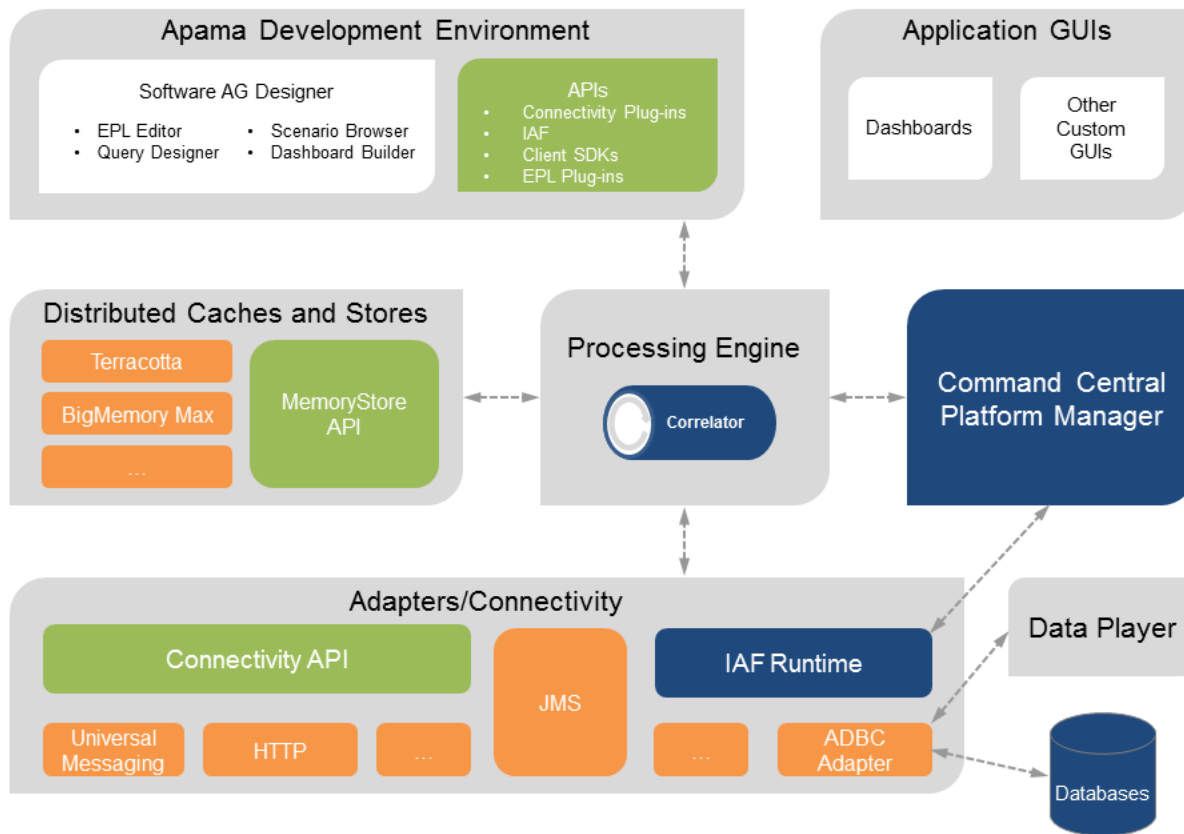 Apama Development Environment
Software AG Designer
• EPL Editor
• Query Designer
• Scenario Browser
• Dashboard Builder
APIs
• Connectivity Plug-ins
• IAF
• Client SDKs
• EPL Plug-ins
Application GUIs
Dashboards
Other
Custom
GUIs
Distributed Caches and Stores
Terracotta
BigMemory Max
...
MemoryStore
API
Processing Engine
Correlator
Command Central
Platform Manager
Adapters/Connectivity
Connectivity API
Universal
Messaging
HTTP
...
JMS
IAF Runtime
...
ADBC
Adapter
Data Player
Databases